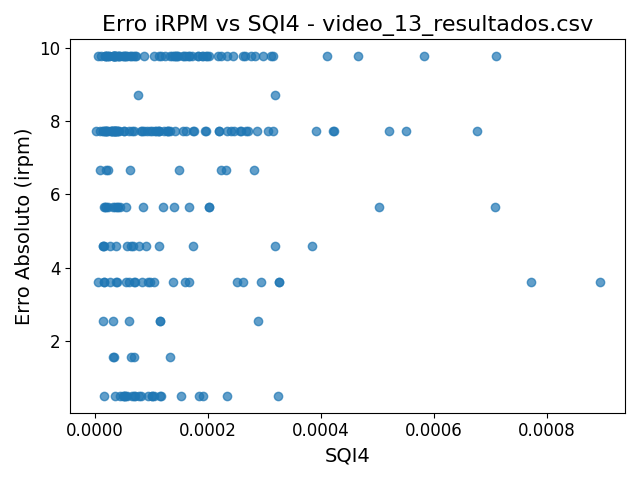 Erro iRPM vs SQI4 - video_13_resultados.csv
Erro Absoluto (irpm)
10
8
6
4
2
0.0000 0.0002 0.0004 0.0006 0.0008
SQI4